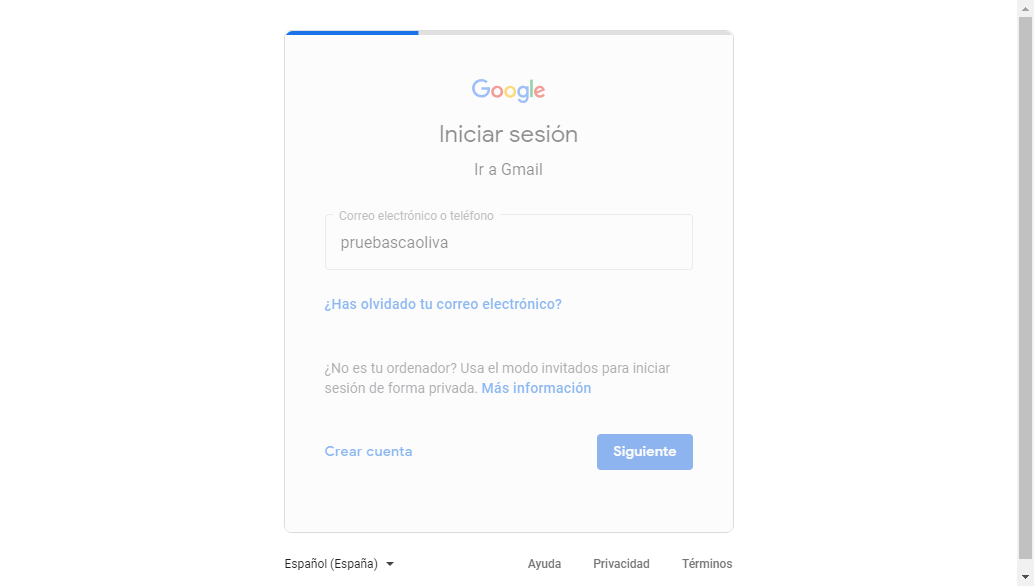 Google
Iniciar sesión
Ir a Gmail
Correo electrónico o teléfono
pruebascaoliva
¿Has olvidado tu correo electrónico?
¿No es tu ordenador? Usa el modo invitados para iniciar
sesión de forma privada. Más información
Crear cuenta
Siguiente
Español (España)
Ayuda
Privacidad
Términos